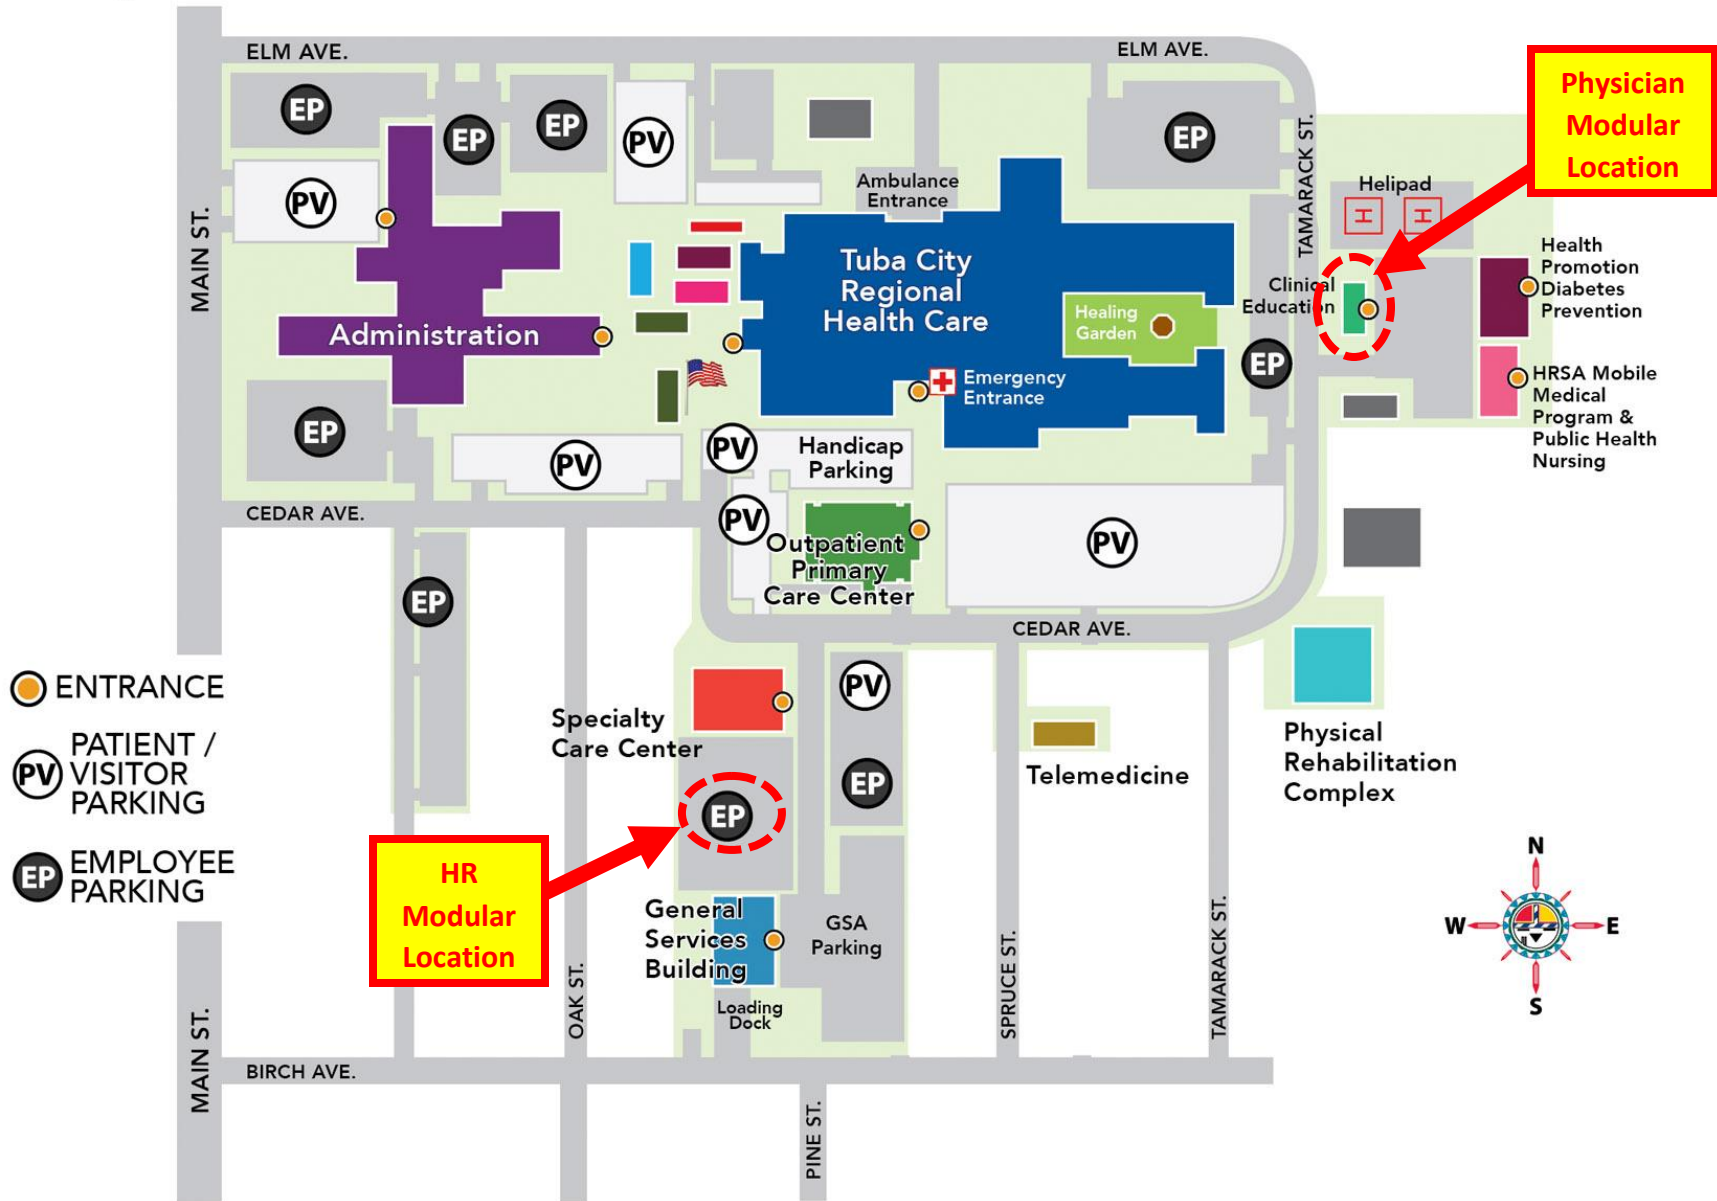 ELM AVE.
ELM AVE.
Physician
Modular
Location
EP
EP
EP
PV
EP
TAMARACK ST.
Ambulance
Entrance
Helipad
H
H
PV
MAIN ST.
Tuba City
Regional
Health Care
Healing
Garden
Clinical
Education
Health
Promotion
Diabetes
Prevention
Administration
Emergency
Entrance
EP
HRSA Mobile
Medical
Program &
Public Health
Nursing
EP
PV
PV
Handicap
Parking
CEDAR AVE.
PV
Outpatient
Primary
Care Center
PV
EP
CEDAR AVE.
ENTRANCE
PV
PATIENT /
VISITOR
PARKING
EP
EMPLOYEE
PARKING
Specialty
Care Center
PV
EP
EP
Telemedicine
Physical
Rehabilitation
Complex
HR
Modular
Location
General
Services
Building
GSA
Parking
Loading
Dock
OAK ST.
SPRUCE ST.
TAMARACK ST.
N
W
E
S
MAIN ST.
BIRCH AVE.
PINE ST.